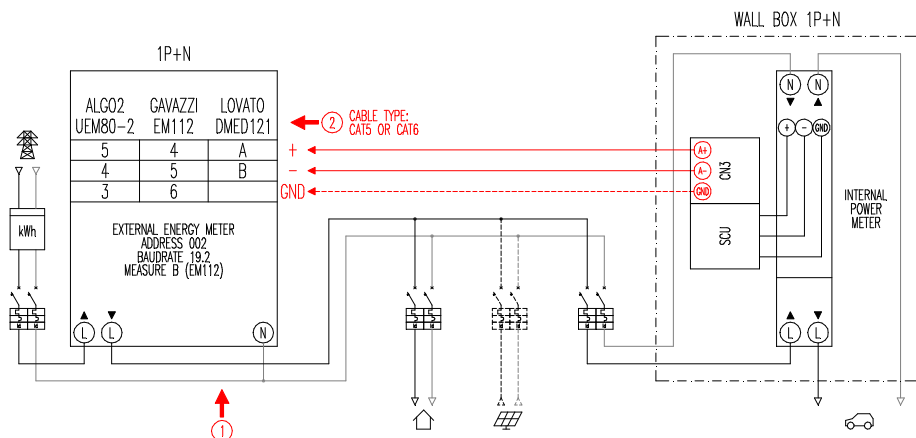 WALL BOX 1P+N
1P+N
ALGO2 GAVAZZI LOVATO
UEM80-2 EM112 DMED121
5 4 A
4 5 B
3 6
+
−
GND
2
CABLE TYPE:
CAT5 OR CAT6
EXTERNAL ENERGY METER
ADDRESS 002
BAUDRATE 19.2
MEASURE B (EM112)
L L N
kWh
1
A+
A-
GND
CN3
SCU
N N
+ − GND
INTERNAL
POWER
METER
L L